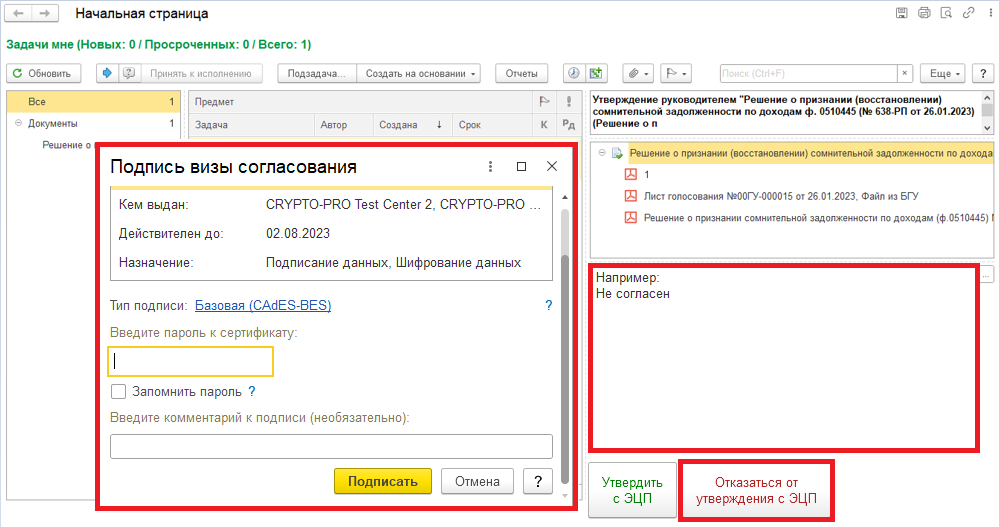 Начальная страница
Задачи мне (Новых: 0 / Просроченных: 0 / Всего: 1)
Обновить
Принять к исполнению
Подзадача...
Создать на основании
Отчеты
Поиск (Ctrl+F)
×
Еще
?
Все 1
Документы 1
Решение о п
Предмет
Задача Автор Создана ↓ Срок К Рд
Утверждение руководителем "Решение о признании (восстановлении)
сомнительной задолженности по доходам ф. 0510445 (№ 638-РП от 26.01.2023)
(Решение о п
Решение о признании (восстановлении) сомнительной задолженности по дохода
1
Лист голосования №00ГУ-000015 от 26.01.2023, Файл из БГУ
Решение о признании сомнительной задолженности по доходам (ф.0510445) №
Подпись визы согласования
Кем выдан: CRYPTO-PRO Test Center 2, CRYPTO-PRO ...
Действителен до: 02.08.2023
Назначение: Подписание данных, Шифрование данных
Тип подписи: Базовая (CAdES-BES) ?
Введите пароль к сертификату:
Запомнить пароль ?
Введите комментарий к подписи (необязательно):
Подписать
Отмена
?
Например:
Не согласен
...
Утвердить
с ЭЦП
Отказаться от
утверждения с ЭЦП